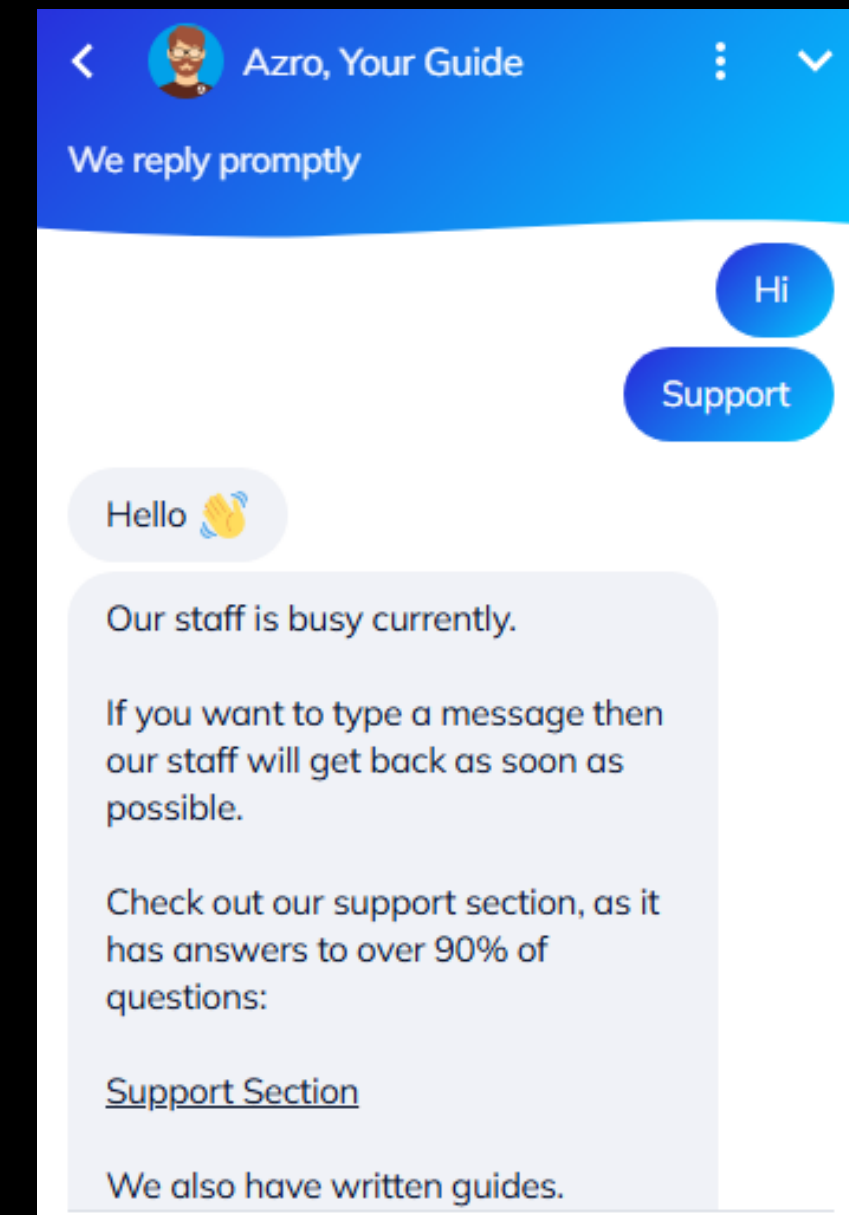 Azro, Your Guide
We reply promptly
Hi
Support
Hello 👋
Our staff is busy currently.
If you want to type a message then
our staff will get back as soon as
possible.
Check out our support section, as it
has answers to over 90% of
questions:
Support Section
We also have written guides.